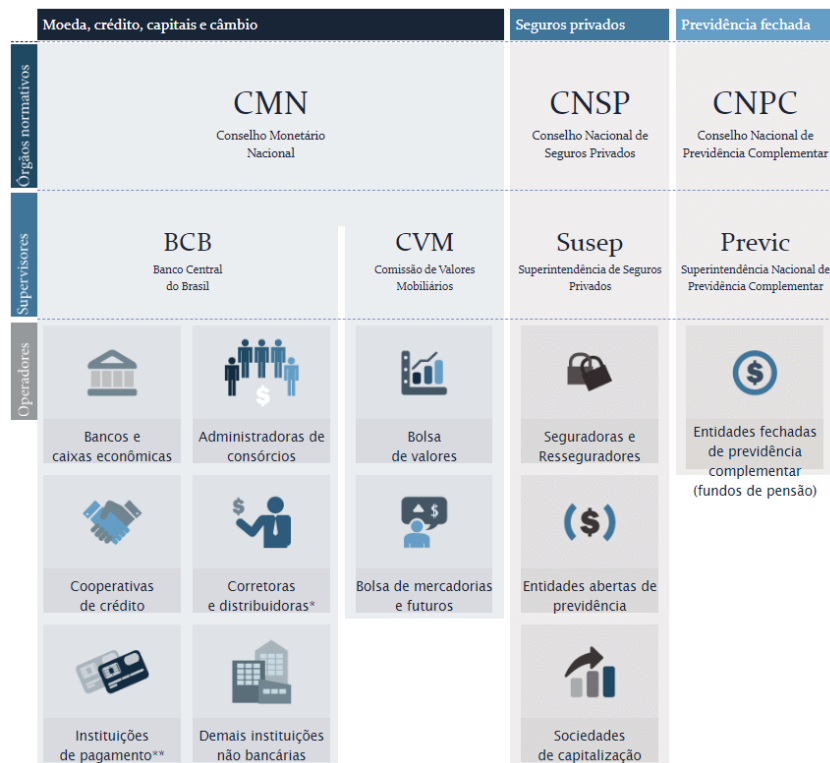 Moeda, crédito, capitais e câmbio
Seguros privados
Previdência fechada
Órgãos normativos
CMN
Conselho Monetário
Nacional
CNSP
Conselho Nacional de
Seguros Privados
CNPC
Conselho Nacional de
Previdência Complementar
Supervisores
BCB
Banco Central
do Brasil
CVM
Comissão de Valores
Mobiliários
Susep
Superintendência de Seguros
Privados
Previc
Superintendência Nacional de
Previdência Complementar
Operadores
Bancos e
caixas econômicas
Administradoras de
consórcios
Bolsa
de valores
Seguradoras e
Resseguradores
Entidades fechadas
de previdência
complementar
(fundos de pensão)
Cooperativas
de crédito
Corretoras
e distribuidoras*
Bolsa de mercadorias
e futuros
Entidades abertas de
previdência
Instituições
de pagamento**
Demais instituições
não bancárias
Sociedades
de capitalização